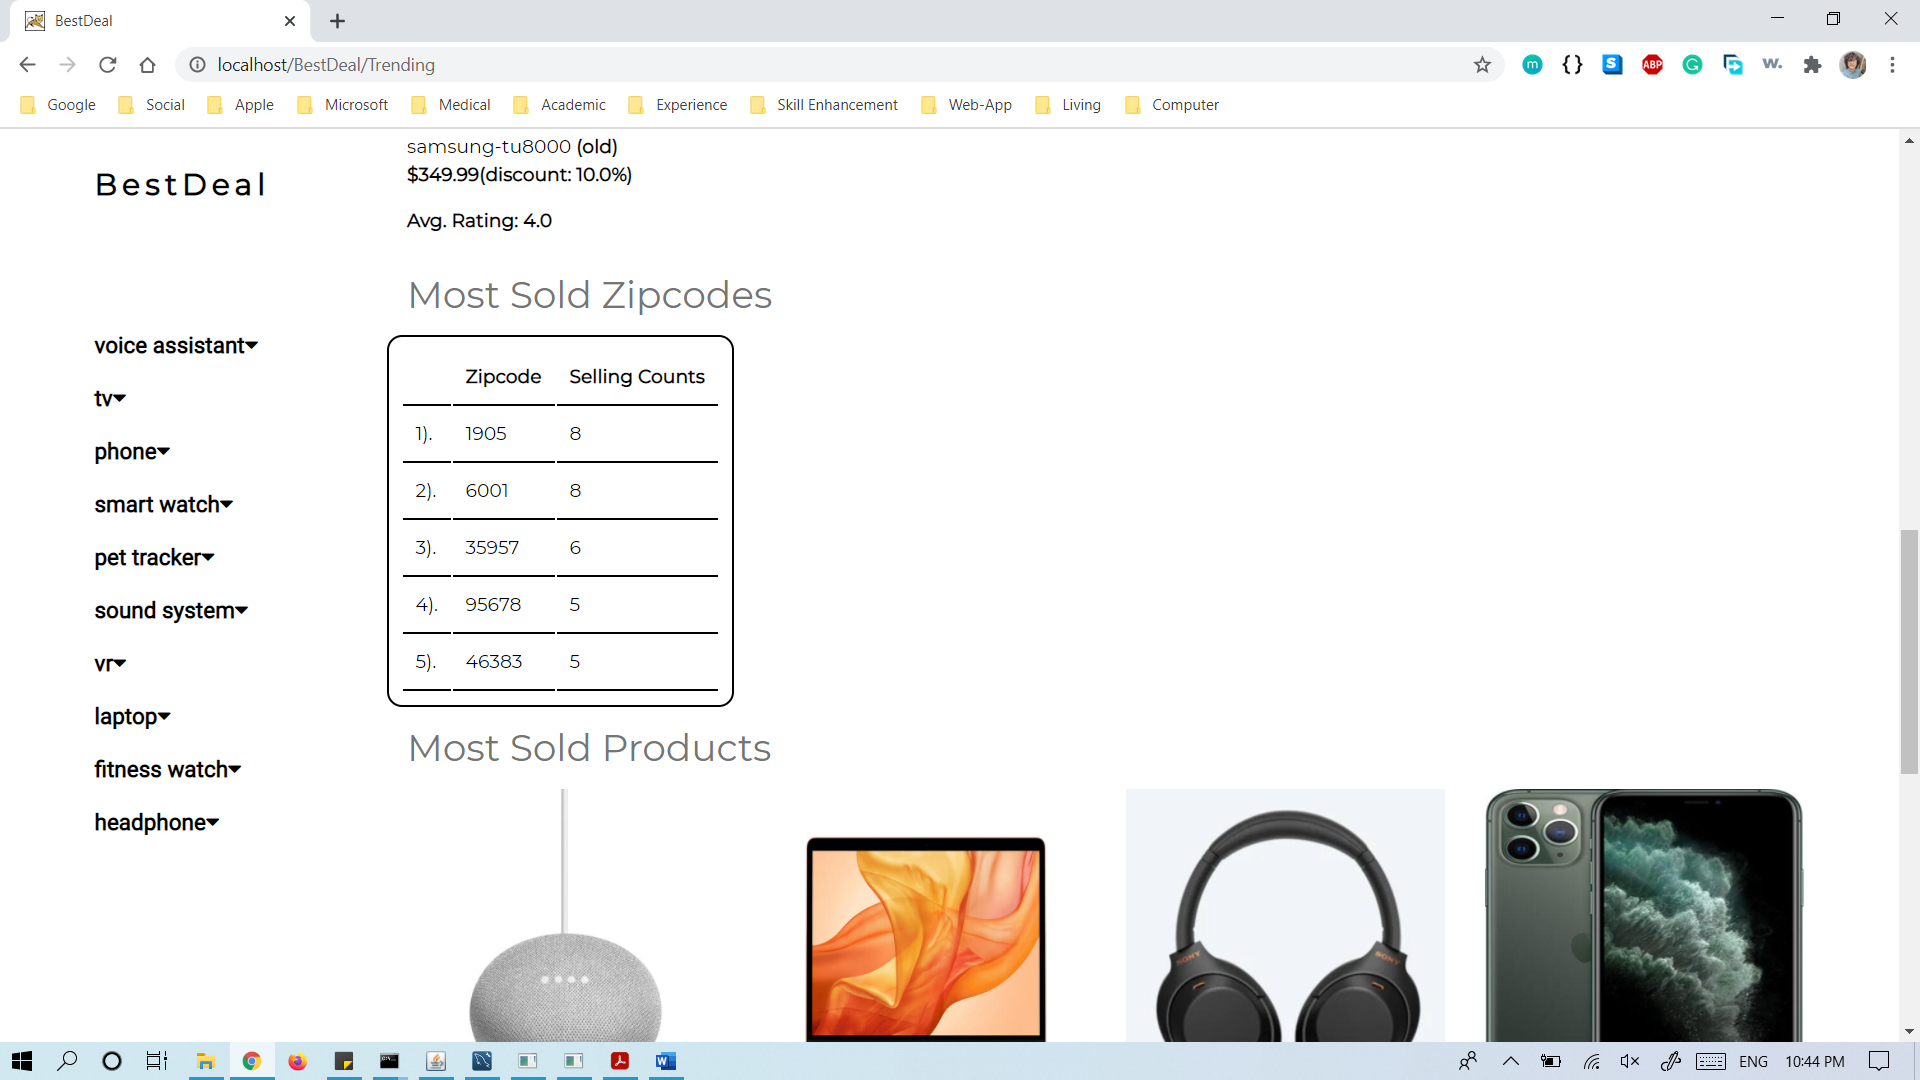 BestDeal
localhost/BestDeal/Trending
Google Social Apple Microsoft Medical Academic Experience Skill Enhancement Web-App Living Computer
BestDeal
voice assistant
tv
phone
smart watch
pet tracker
sound system
vr
laptop
fitness watch
headphone
samsung-tu8000 (old)
$349.99(discount: 10.0%)
Avg. Rating: 4.0
Most Sold Zipcodes
Zipcode Selling Counts
1). 1905 8
2). 6001 8
3). 35957 6
4). 95678 5
5). 46383 5
Most Sold Products
SONY SONY
ENG 10:44 PM